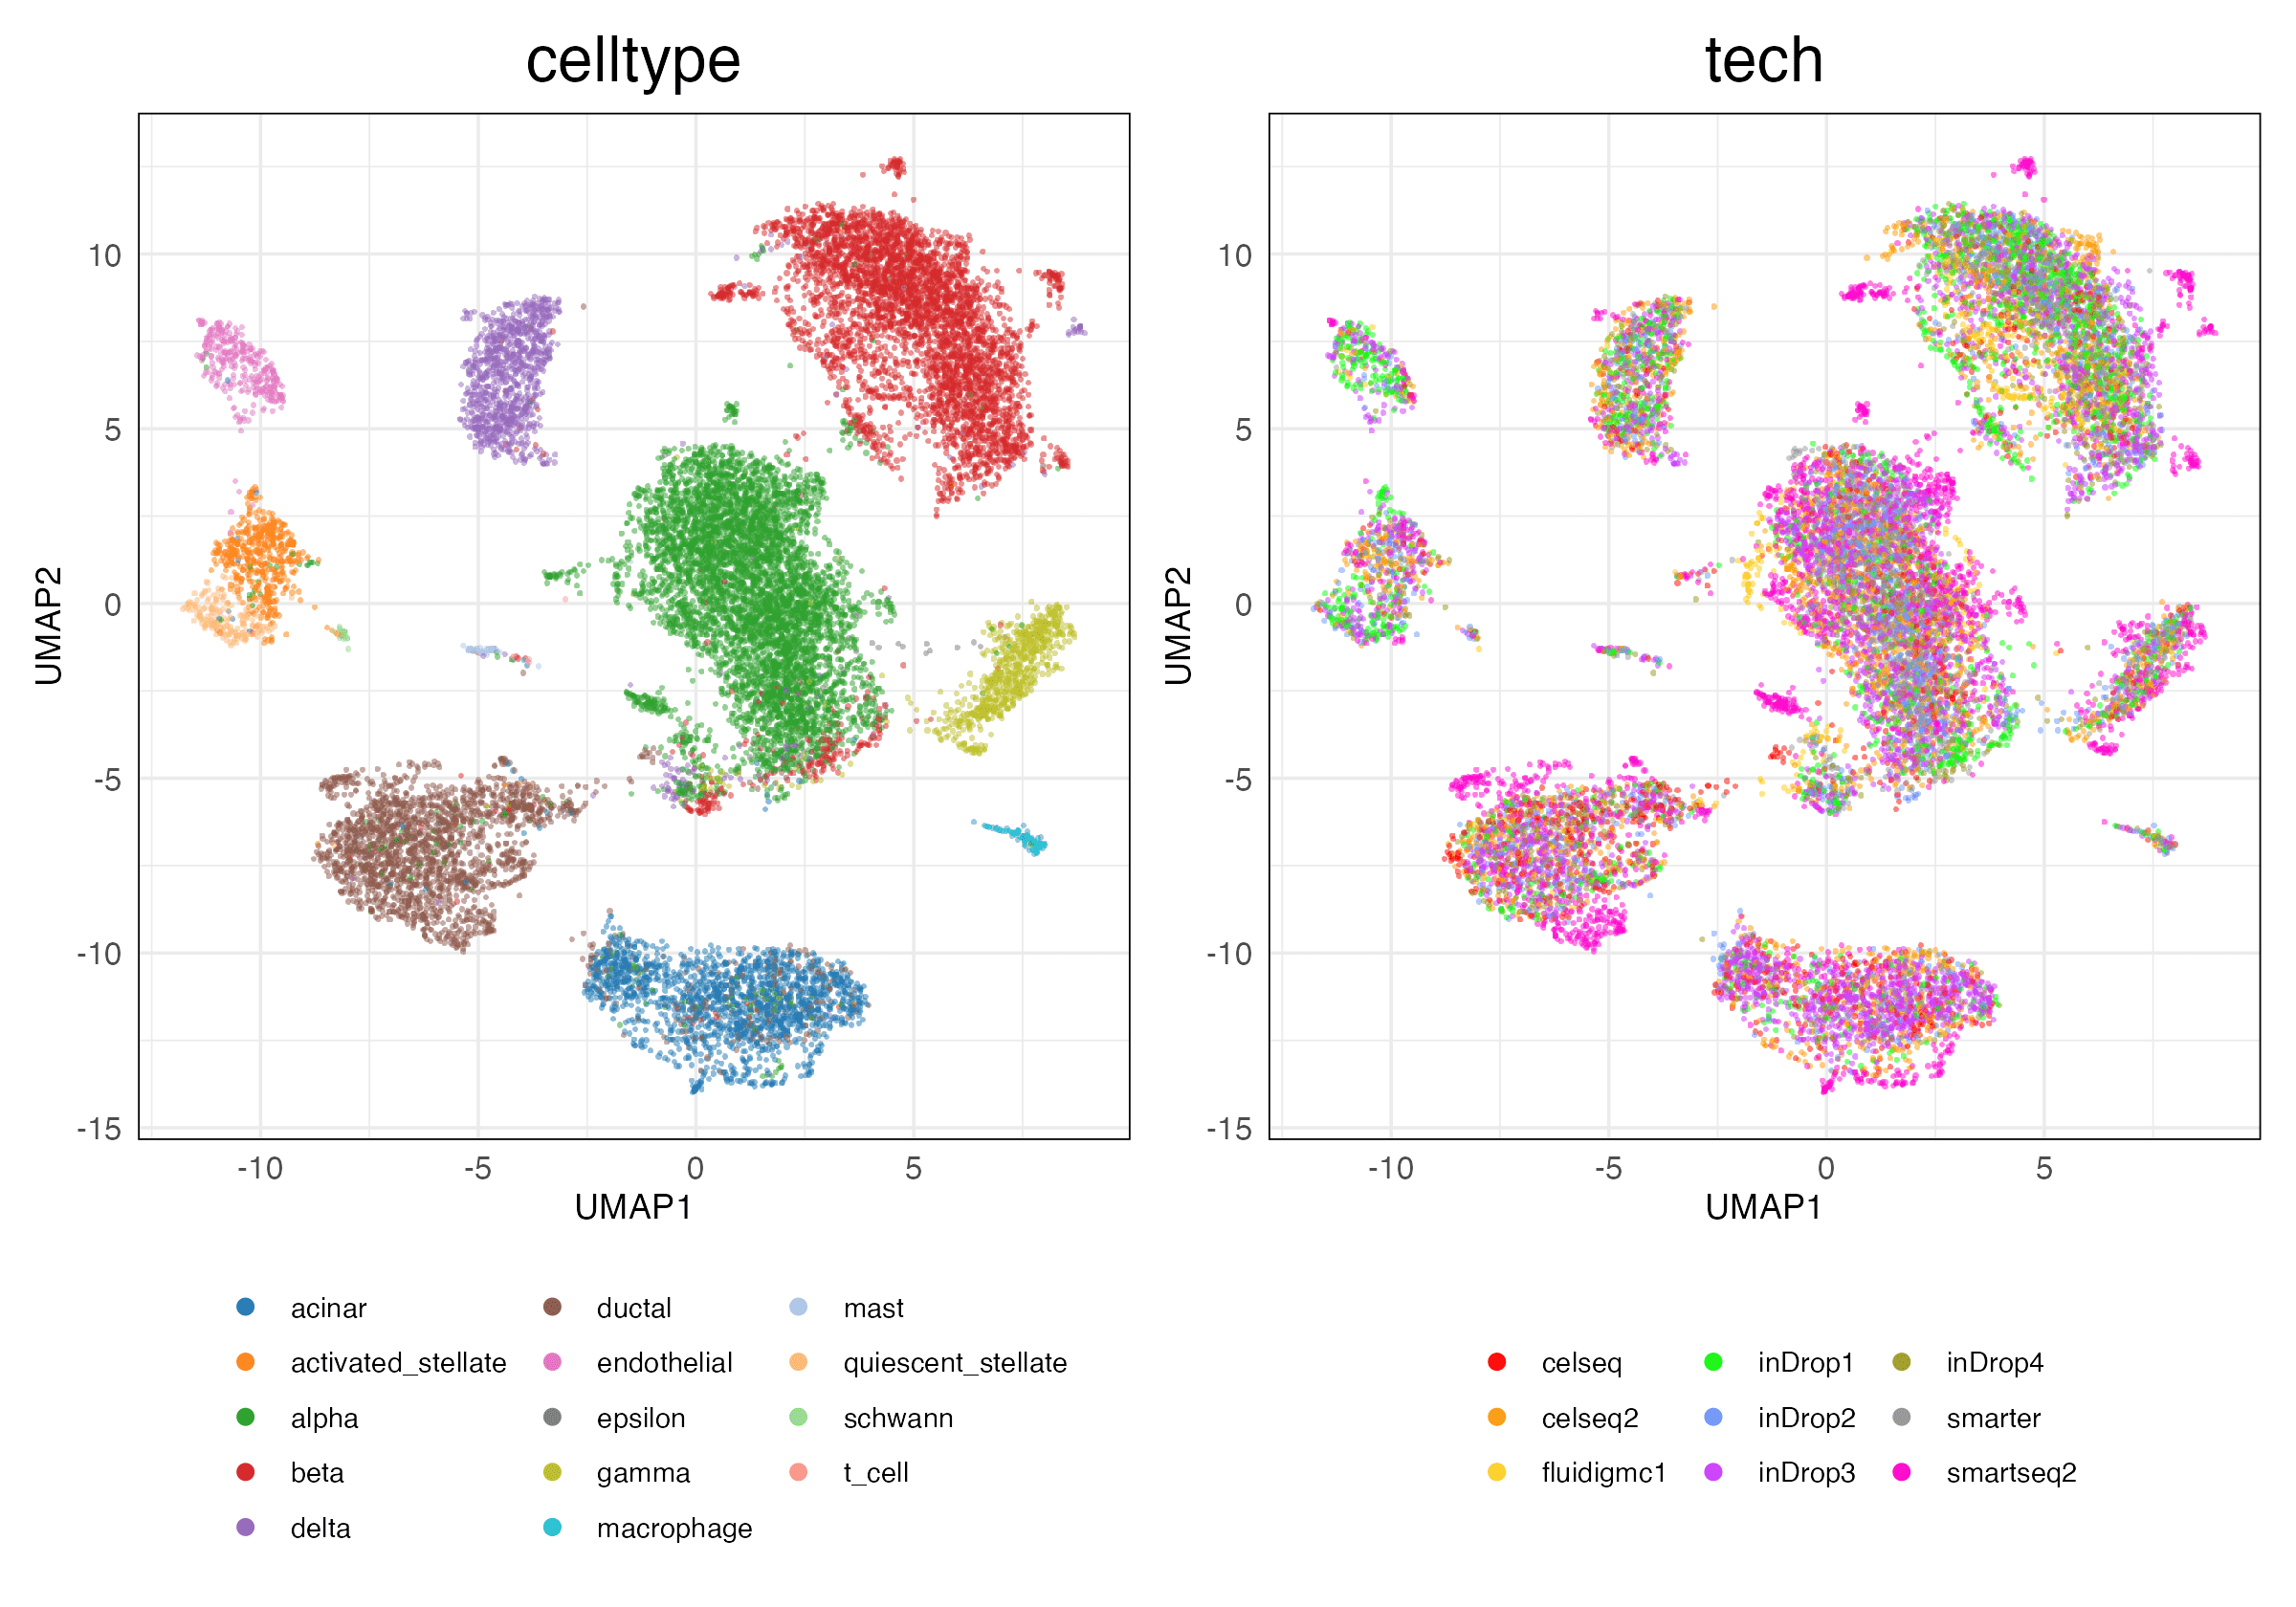 celltype
tech
10
5
0
-5
-10
-15
UMAP2
-10
-5
0
5
UMAP1
10
5
0
-5
-10
-15
UMAP2
-10
-5
0
5
UMAP1
acinar
activated_stellate
alpha
beta
delta
ductal
endothelial
epsilon
gamma
macrophage
mast
quiescent_stellate
schwann
t_cell
celseq
celseq2
fluidigmc1
inDrop1
inDrop2
inDrop3
inDrop4
smarter
smartseq2